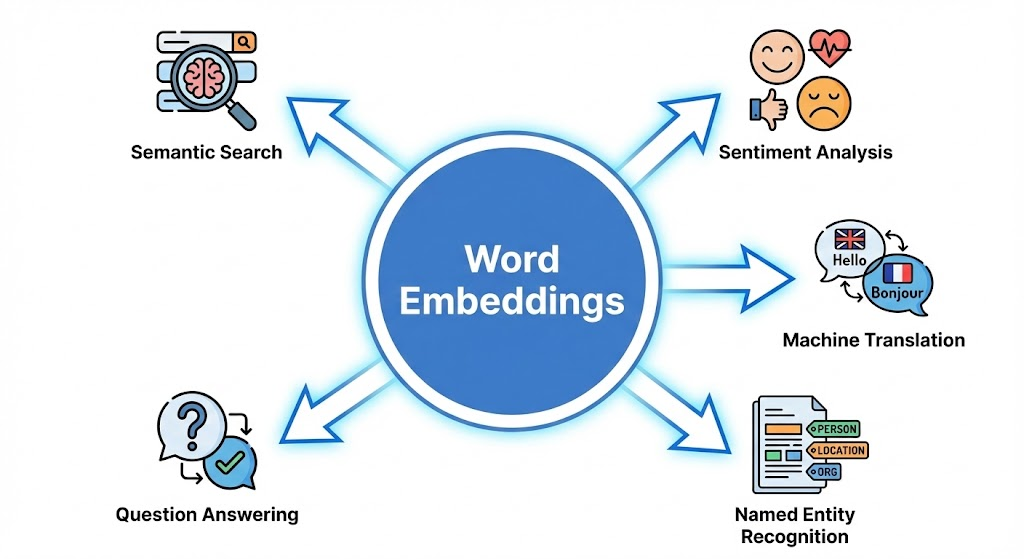 Semantic Search
Sentiment Analysis
Word
Embeddings
Hello
Bonjour
Machine Translation
Question Answering
?
PERSON
LOCATION
ORG
Named Entity
Recognition